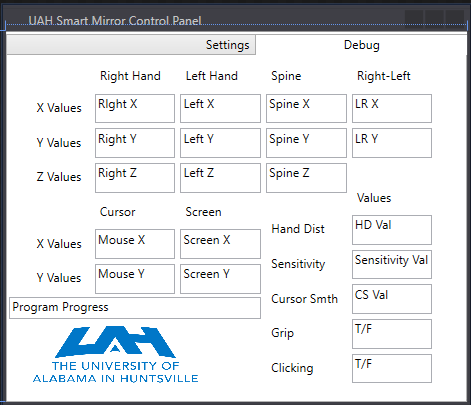 UAH Smart Mirror Control Panel
Settings Debug
Right Hand Left Hand Spine Right-Left
X Values RIght X Left X Spine X LR X
Y Values Right Y Left Y Spine Y LR Y
Z Values Right Z Left Z Spine Z
Values
Cursor Screen
Hand Dist HD Val
X Values Mouse X Screen X
Sensitivity Sensitivity Val
Y Values Mouse Y Screen Y
Cursor Smth CS Val
Program Progress
Grip T/F
Clicking T/F
UAH
THE UNIVERSITY OF
ALABAMA IN HUNTSVILLE